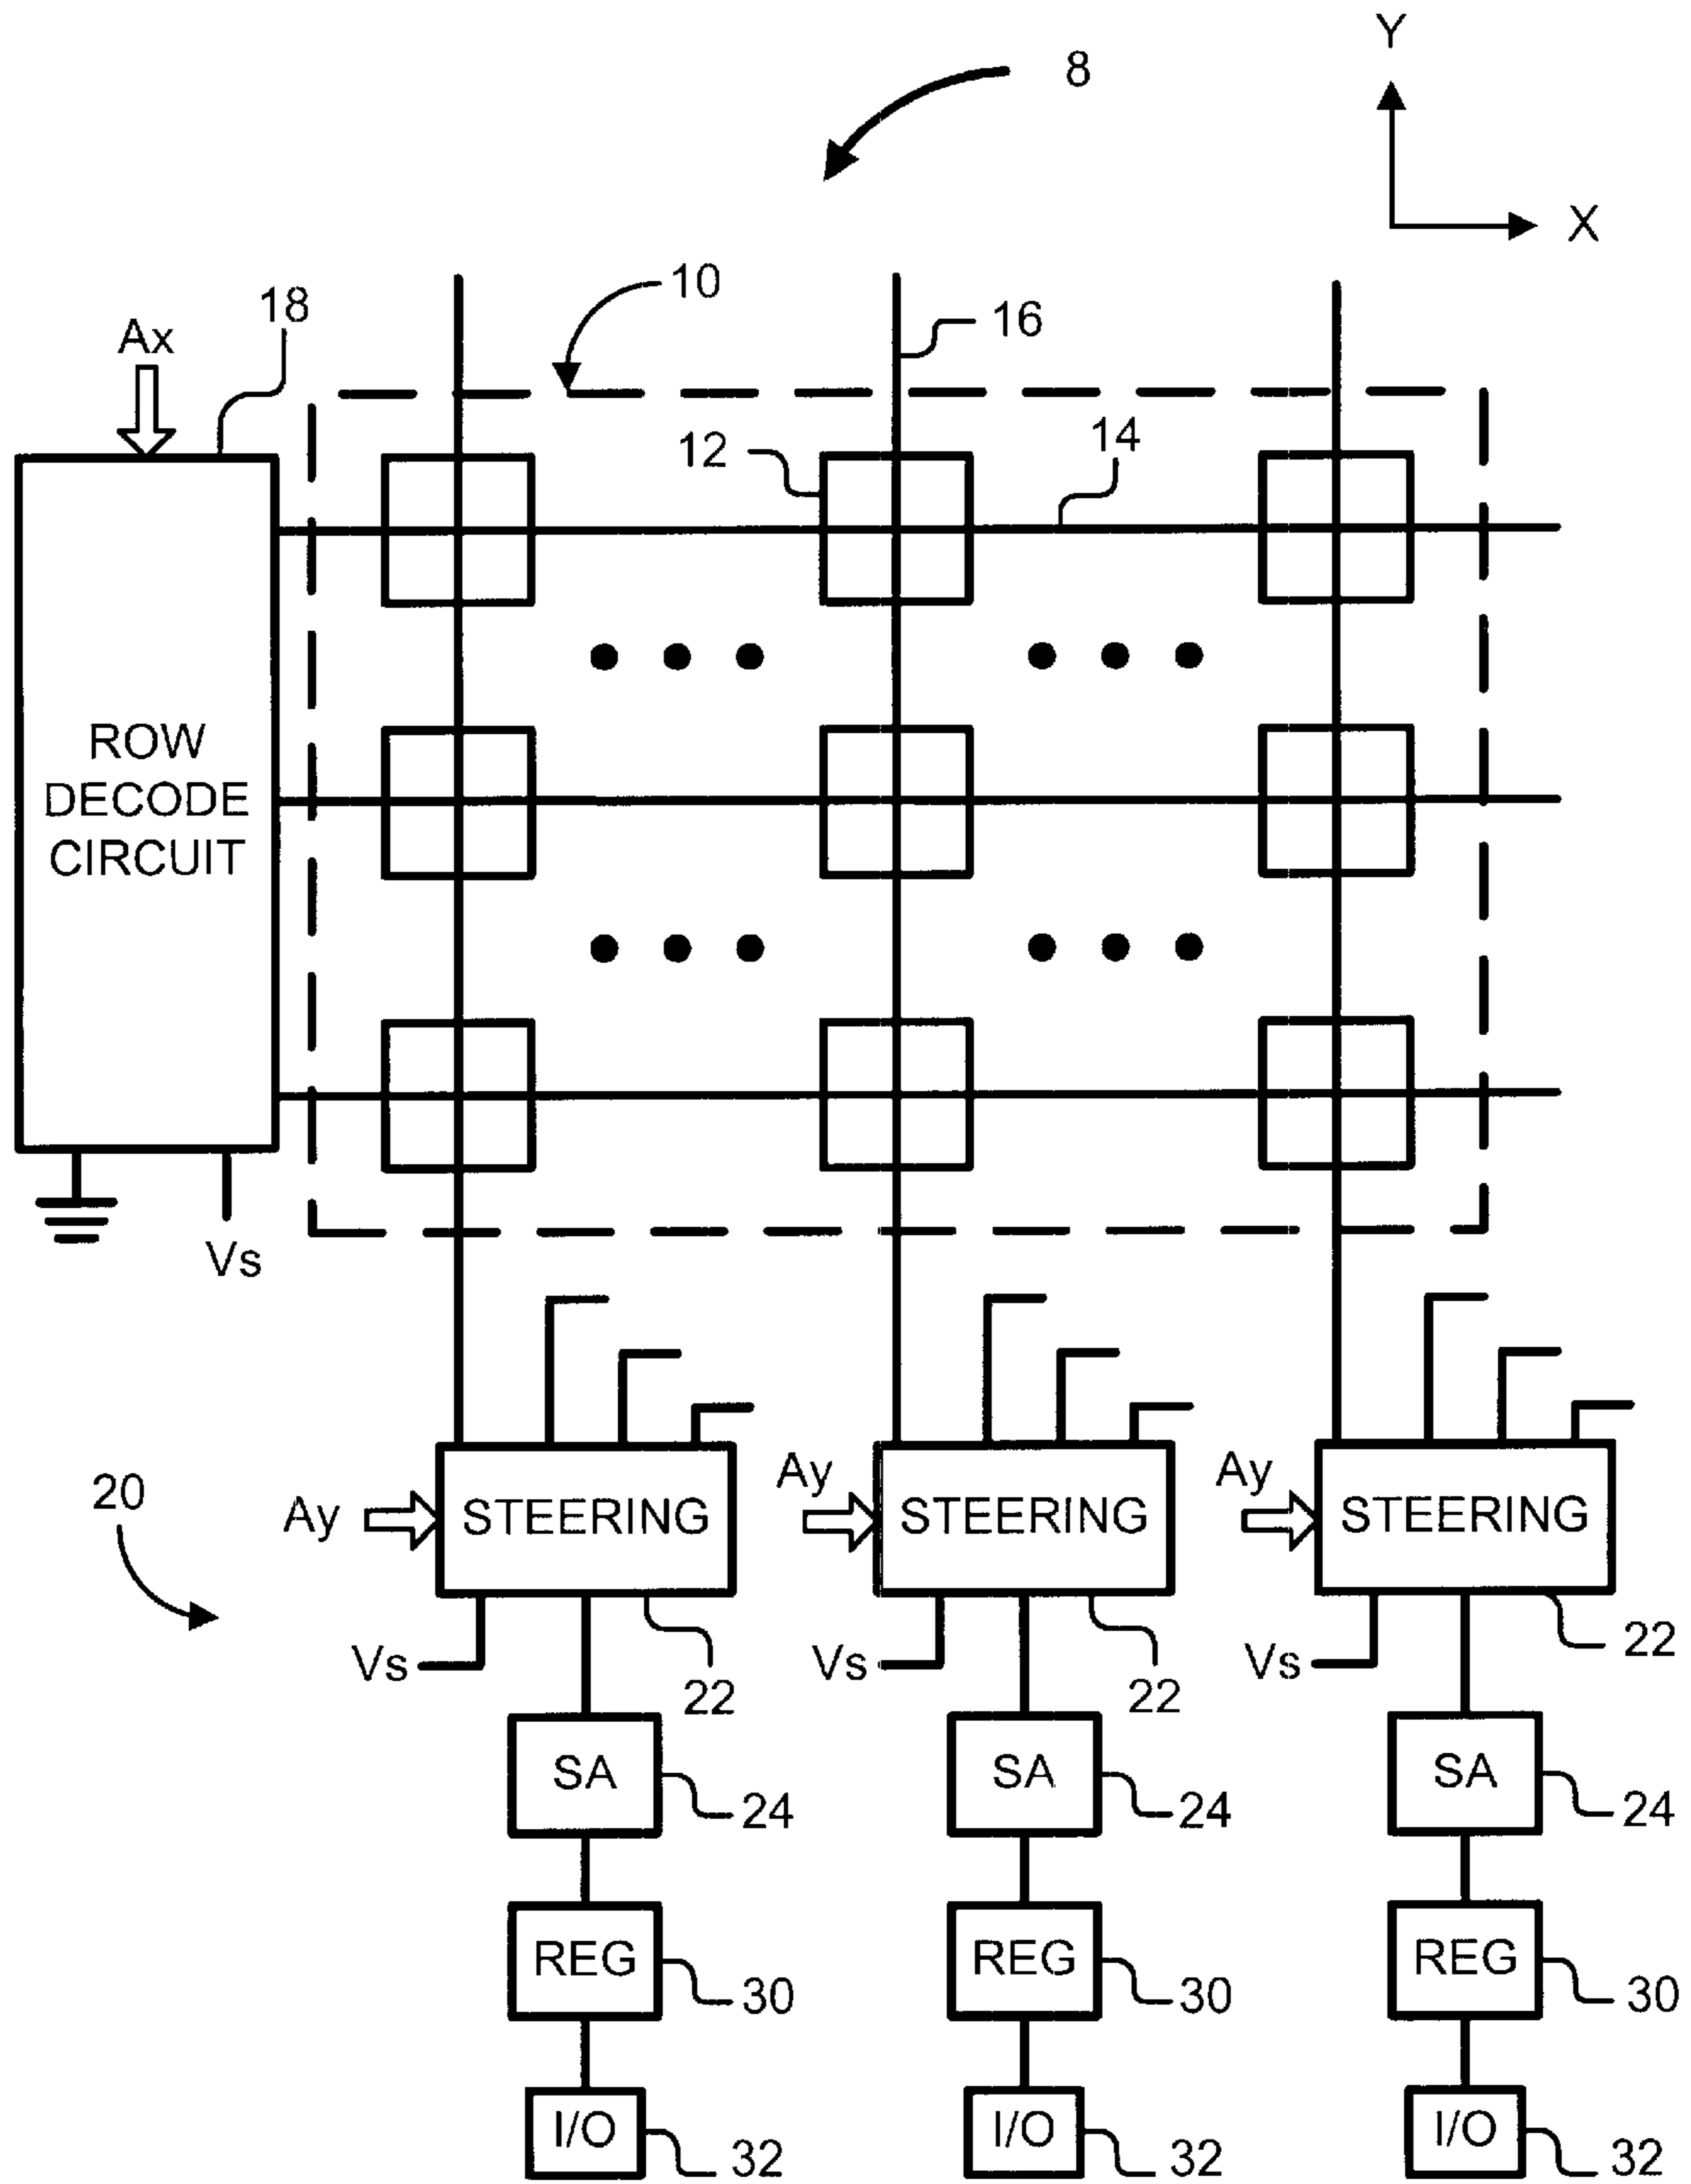 Y
8
X
10
18
16
Ax
14
12
ROW
DECODE
CIRCUIT
Vs
Ay
Ay
Ay
20
STEERING
STEERING
STEERING
Vs
Vs
Vs
22
22
22
SA
SA
SA
24
24
24
REG
REG
REG
30
30
30
I/O
I/O
I/O
32
32
32